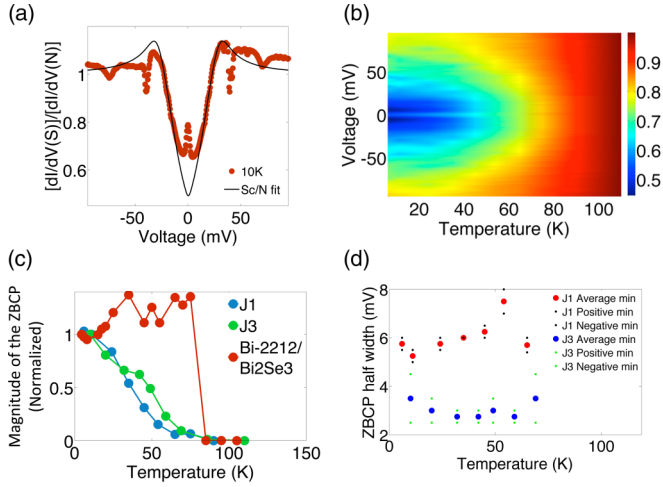 (a)
[dI/dV(S)]/[dI/dV(N)]
1
0.8
0.6
10K
Sc/N fit
-50 0 50
Voltage (mV)
(b)
Voltage (mV)
50
0
-50
20 40 60 80 100
Temperature (K)
0.9
0.8
0.7
0.6
0.5
(c)
Magnitude of the ZBCP
(Normalized)
1
0.5
0
J1
J3
Bi-2212/
Bi2Se3
0 50 100 150
Temperature (K)
(d)
ZBCP half width (mV)
8
6
4
2
J1 Average min
J1 Positive min
J1 Negative min
J3 Average min
J3 Positive min
J3 Negative min
0 50 100
Temperature (K)